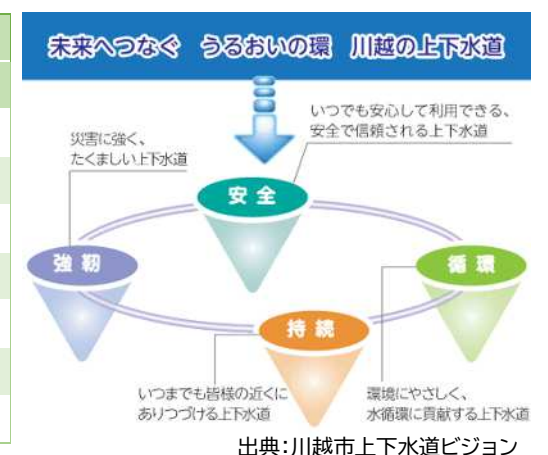 未来へつなぐ うるおいの環 川越の上下水道
いつでも安心して利用できる、
安全で信頼される上下水道
災害に強く、
たくましい上下水道
安全
強靭
循環
持続
いつまでも皆様の近くに
ありつづける上下水道
環境にやさしく、
水循環に貢献する上下水道
出典：川越市上下水道ビジョン